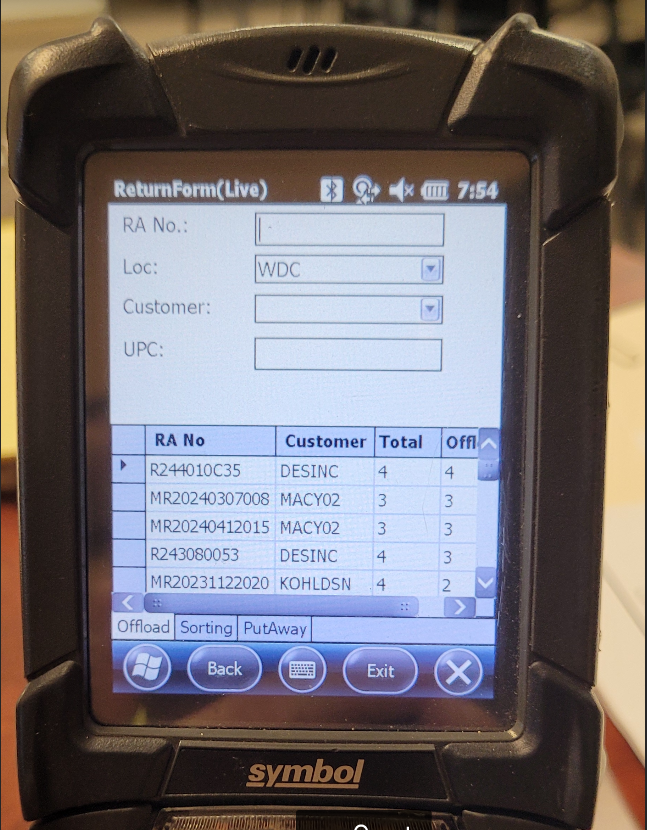 ReturnForm(Live) 7:54
RA No.:
Loc: WDC
Customer:
UPC:
RA No Customer Total Offl
R244010C35 DESINC 4 4
MR20240307008 MACY02 3 3
MR20240412015 MACY02 3 3
R243080053 DESINC 4 3
MR20231122020 KOHLDSN 4 2
Offload Sorting PutAway
Back Exit
symbol